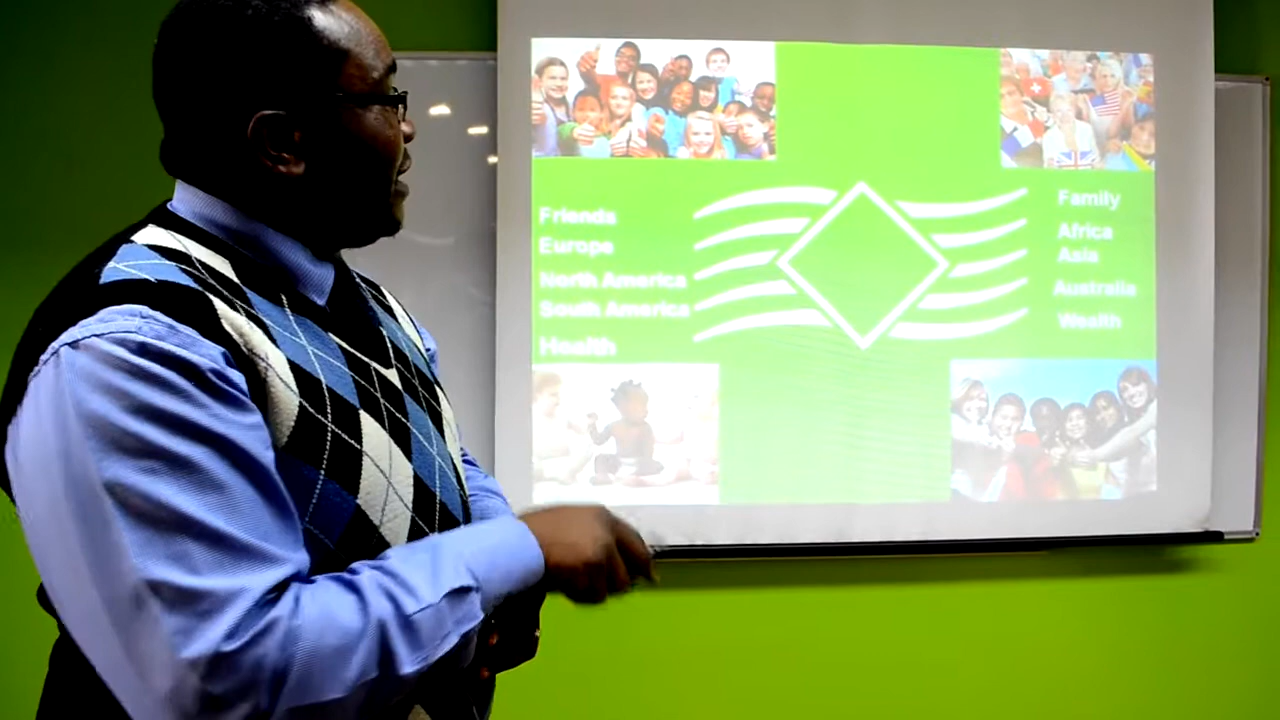 Friends
Europe
North America
South America
Health
Family
Africa
Asia
Australia
Wealth